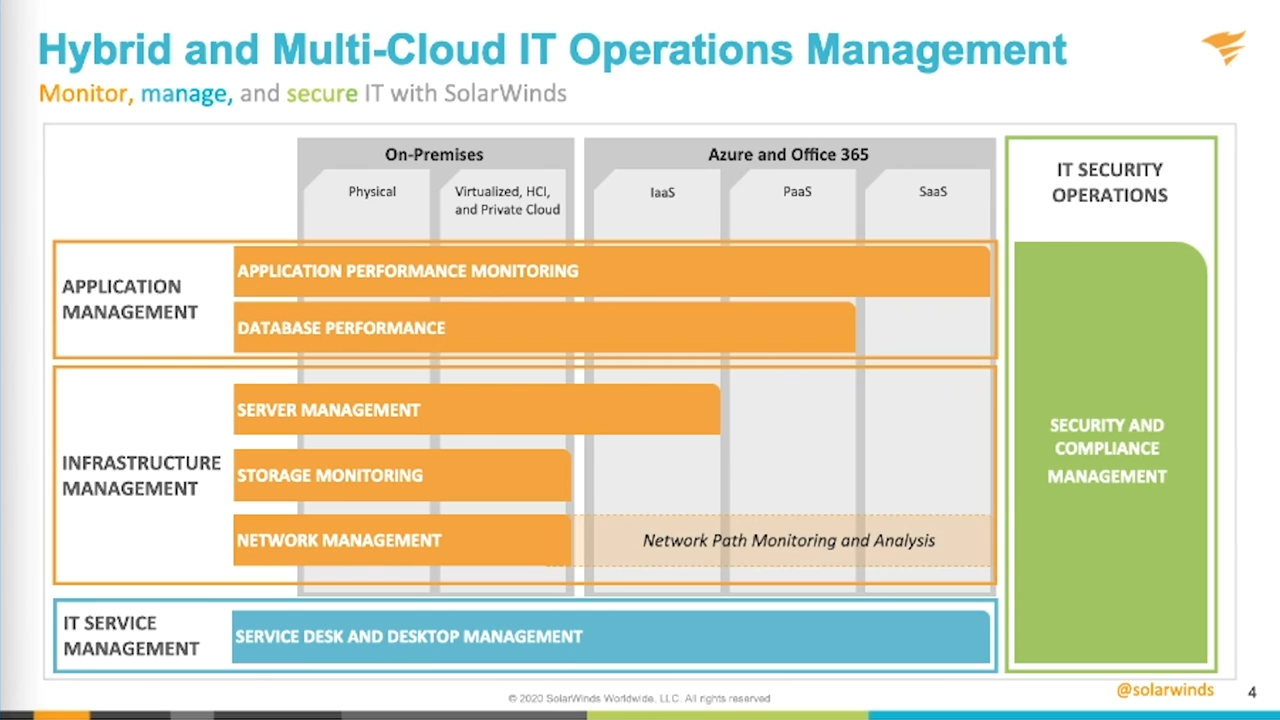 Hybrid and Multi-Cloud IT Operations Management
Monitor, manage, and secure IT with SolarWinds
On-Premises
Azure and Office 365
Physical
Virtualized, HCI,
and Private Cloud
IaaS
PaaS
SaaS
IT SECURITY
OPERATIONS
APPLICATION
MANAGEMENT
APPLICATION PERFORMANCE MONITORING
DATABASE PERFORMANCE
INFRASTRUCTURE
MANAGEMENT
SERVER MANAGEMENT
STORAGE MONITORING
NETWORK MANAGEMENT
Network Path Monitoring and Analysis
SECURITY AND
COMPLIANCE
MANAGEMENT
IT SERVICE
MANAGEMENT
SERVICE DESK AND DESKTOP MANAGEMENT
© 2020 SolarWinds Worldwide, LLC. All rights reserved
@solarwinds
4